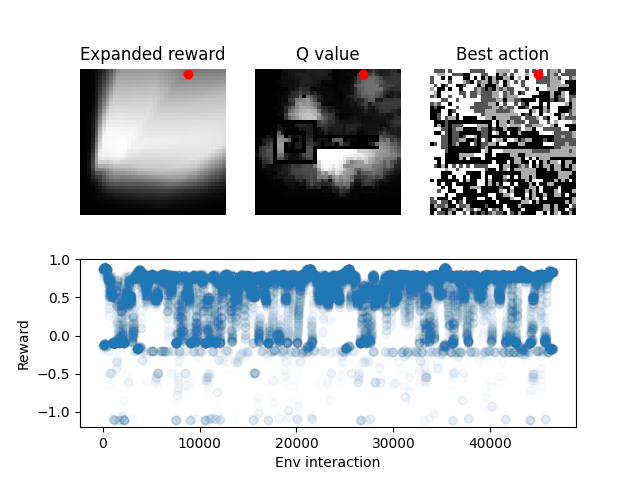 Expanded reward
Q value
Best action
1.0
0.5
0.0
−0.5
−1.0
Reward
0
10000
20000
30000
40000
Env interaction